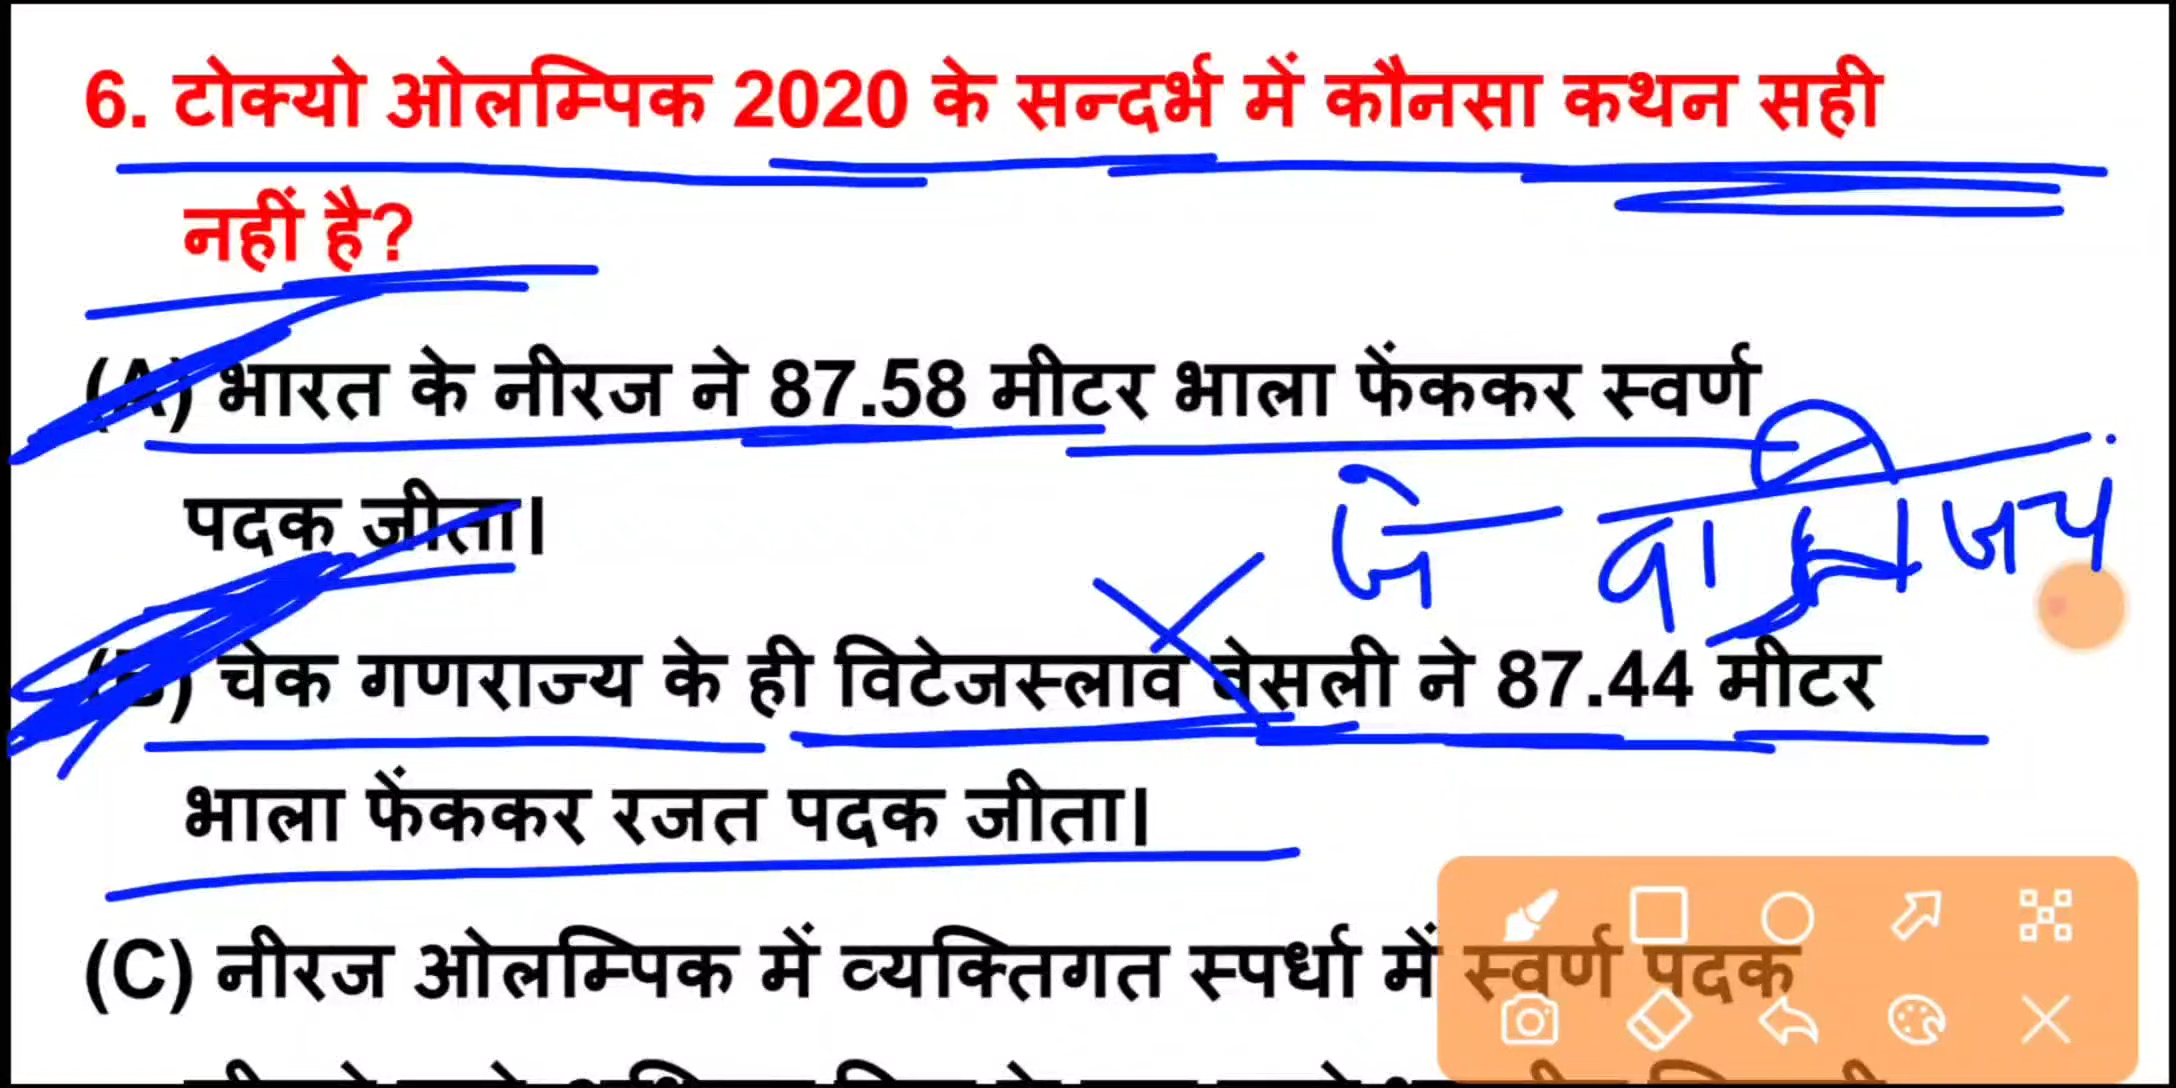 6. टोक्यो ओलम्पिक 2020 के सन्दर्भ में कौनसा कथन सही
नहीं है?
(A) भारत के नीरज ने 87.58 मीटर भाला फेंककर स्वर्ण
पदक जीता।
(B) चेक गणराज्य के ही विटेजस्लाव वेसली ने 87.44 मीटर
भाला फेंककर रजत पदक जीता।
(C) नीरज ओलम्पिक में व्यक्तिगत स्पर्धा में स्वर्ण पदक